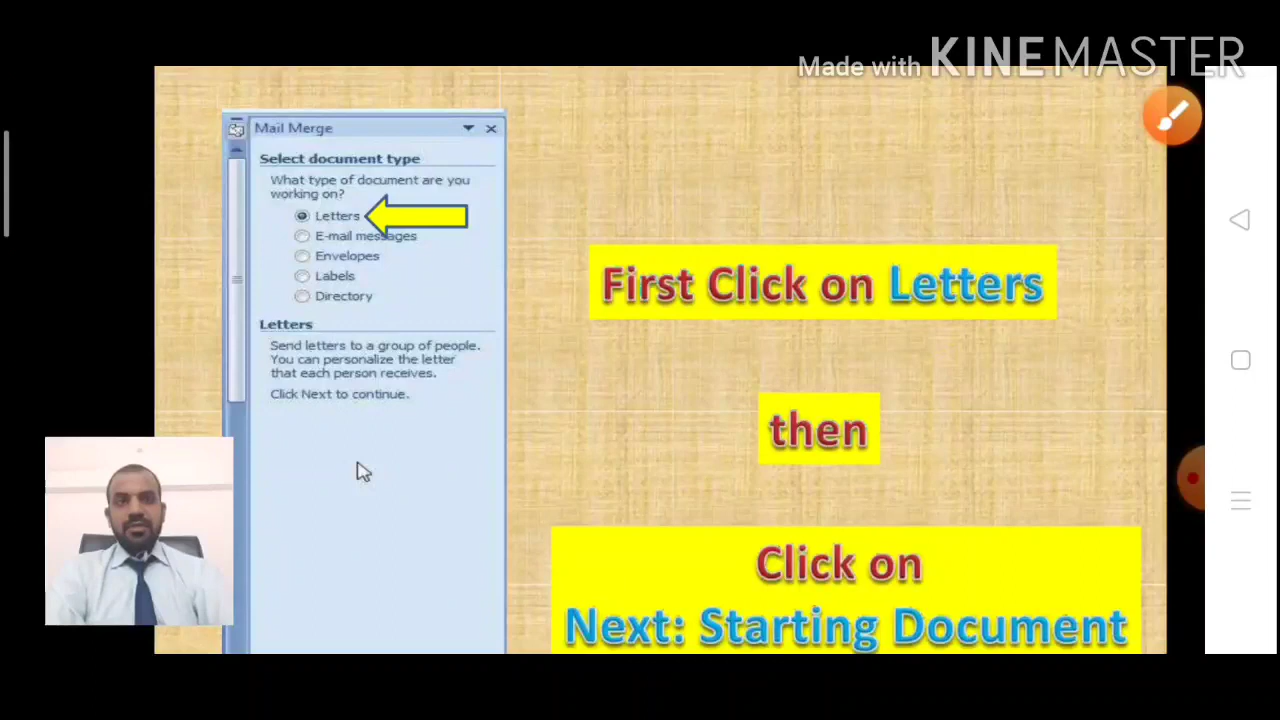 Made with KINEMASTER
Mail Merge
Select document type
What type of document are you
working on?
Letters
E-mail messages
Envelopes
Labels
Directory
Letters
Send letters to a group of people.
You can personalize the letter
that each person receives.
Click Next to continue.
First Click on Letters
then
Click on
Next: Starting Document